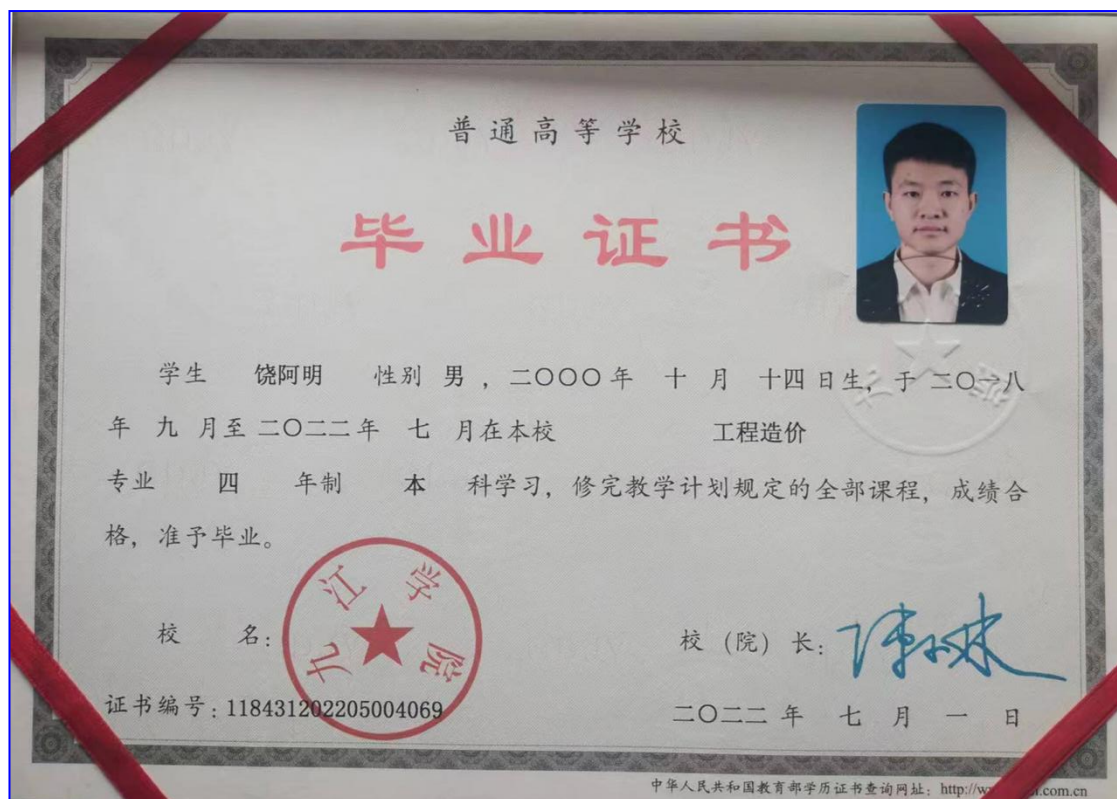 普通高等学校
毕业证书
学生 饶阿明 性别 男 ，二〇〇〇年 十 月 十四 日生，于 二〇一八
年 九 月至 二〇二二年 七 月在本校 工程造价
专业 四 年制 本 科学习，修完教学计划规定的全部课程，成绩合
格，准予毕业。
九江学院
校 名：
校（院）长：
证书编号：118431202205004069
二〇二二 年 七 月 一 日
中华人民共和国教育部学历证书查询网址：http://w
.com.cn